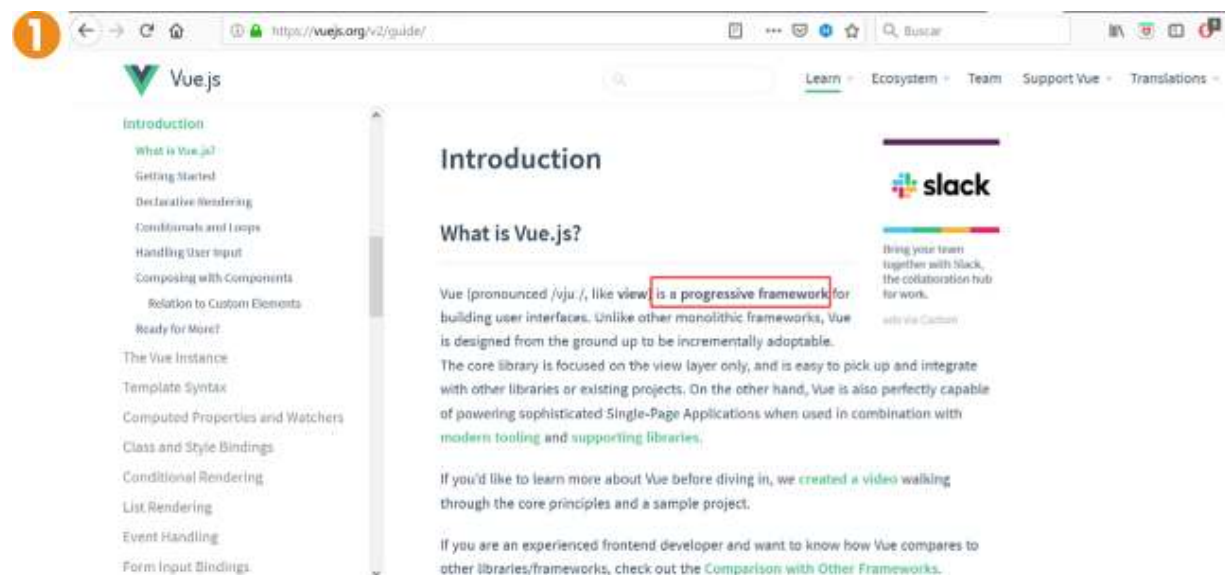 1
https://vuejs.org/v2/guide/
Buscar
Vue.js
Learn
Ecosystem
Team
Support Vue
Translations
Introduction
What is Vue.js?
Getting Started
Declarative Rendering
Conditionals and Loops
Handling User Input
Composing with Components
Relation to Custom Elements
Ready for More?
The Vue Instance
Template Syntax
Computed Properties and Watchers
Class and Style Bindings
Conditional Rendering
List Rendering
Event Handling
Form Input Bindings
Introduction
What is Vue.js?
Vue (pronounced /vjuː/, like view) is a progressive framework for
building user interfaces. Unlike other monolithic frameworks, Vue
is designed from the ground up to be incrementally adoptable.
The core library is focused on the view layer only, and is easy to pick up and integrate
with other libraries or existing projects. On the other hand, Vue is also perfectly capable
of powering sophisticated Single-Page Applications when used in combination with
modern tooling and supporting libraries.
If you'd like to learn more about Vue before diving in, we created a video walking
through the core principles and a sample project.
If you are an experienced frontend developer and want to know how Vue compares to
other libraries/frameworks, check out the Comparison with Other Frameworks.
slack
Bring your team
together with Slack,
the collaboration hub
for work.
ads via Carbon